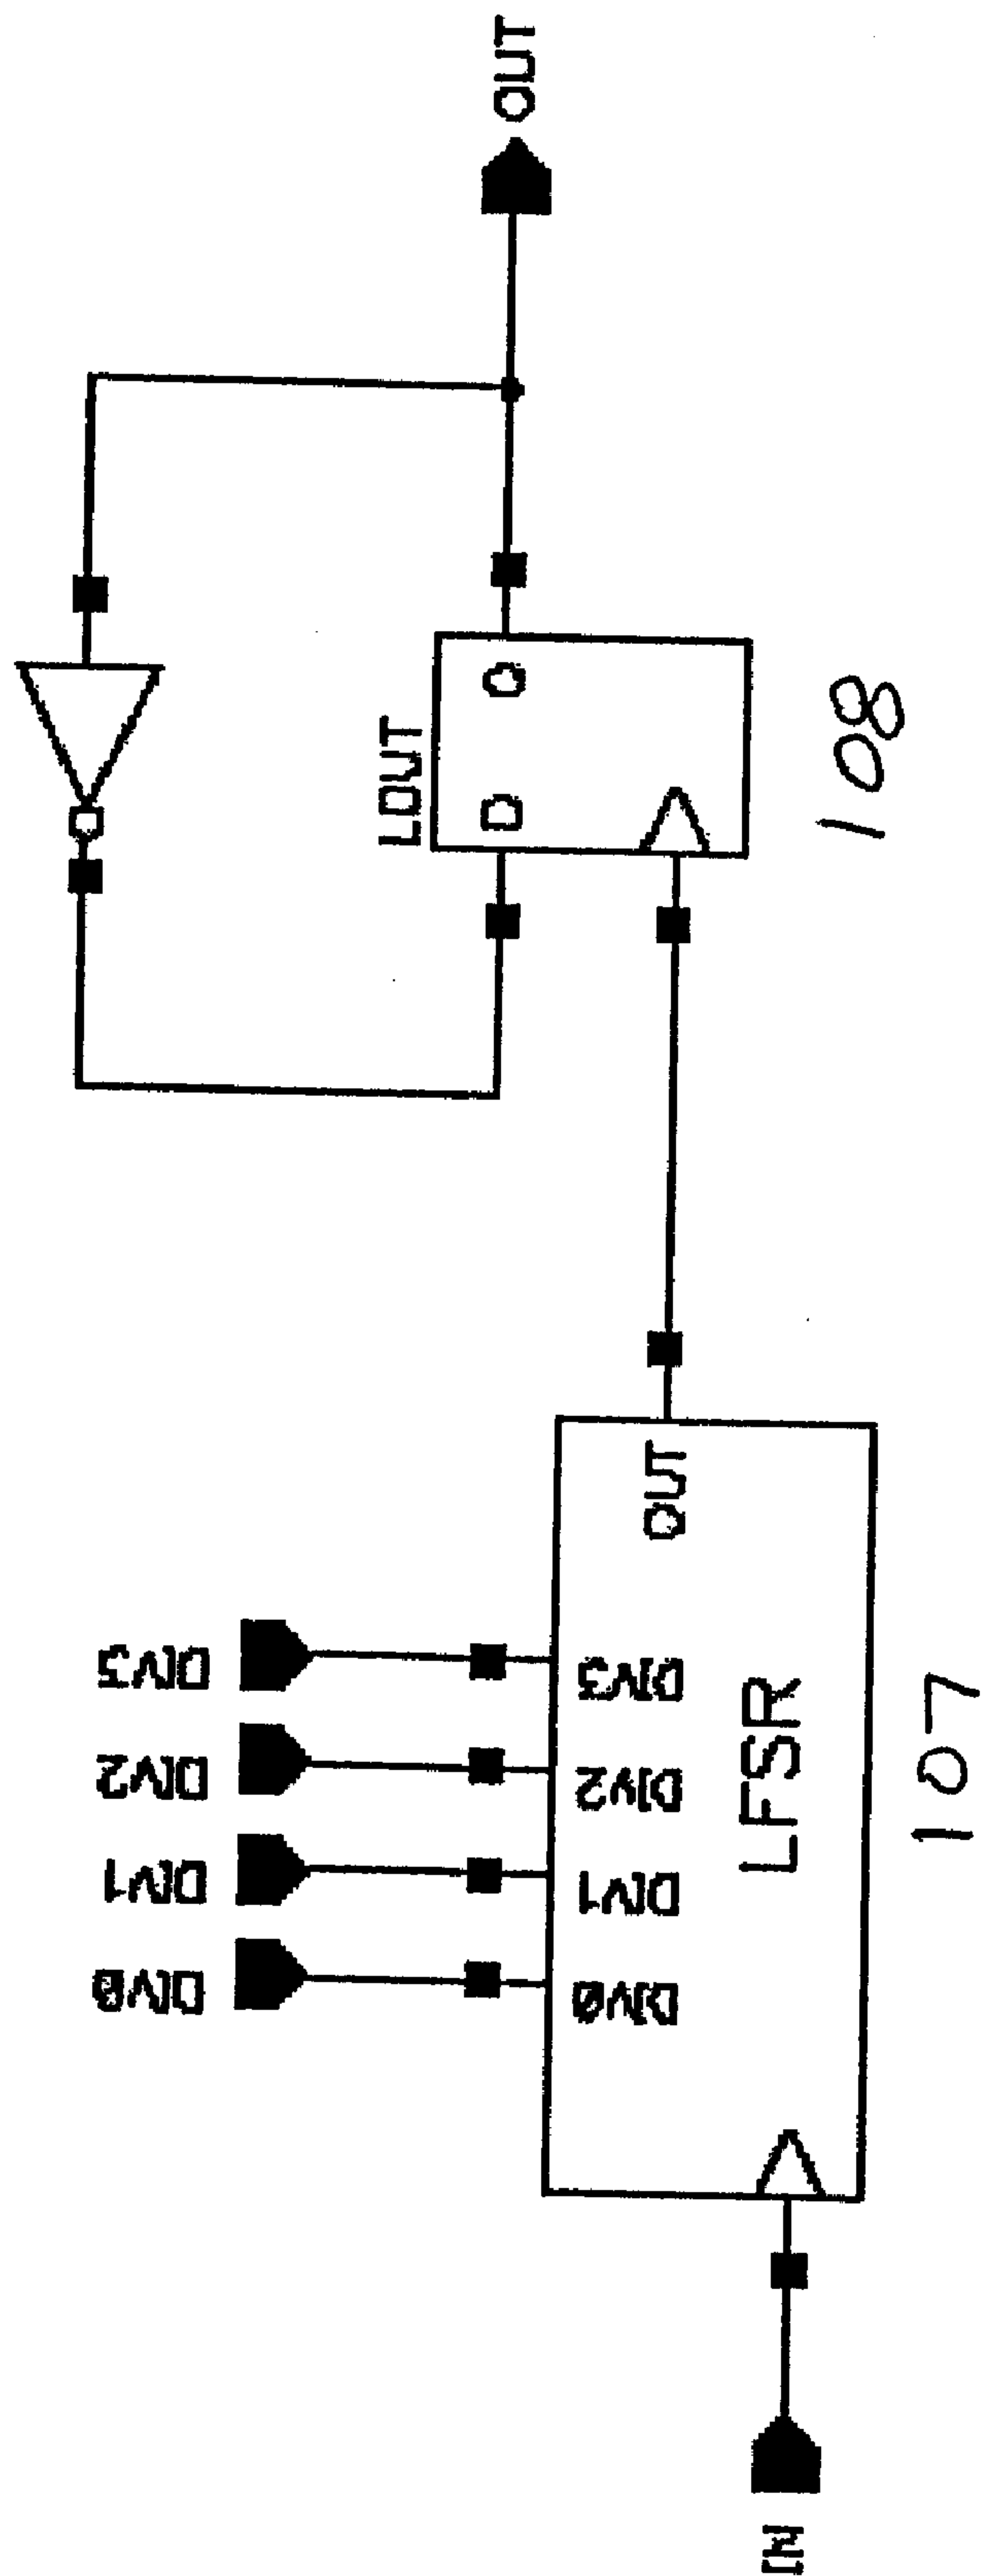 OUT
LOUT
D
Q
108
DIV0
DIV1
DIV2
DIV3
DIV0
DIV1
DIV2
DIV3
OUT
LFSR
107
IN